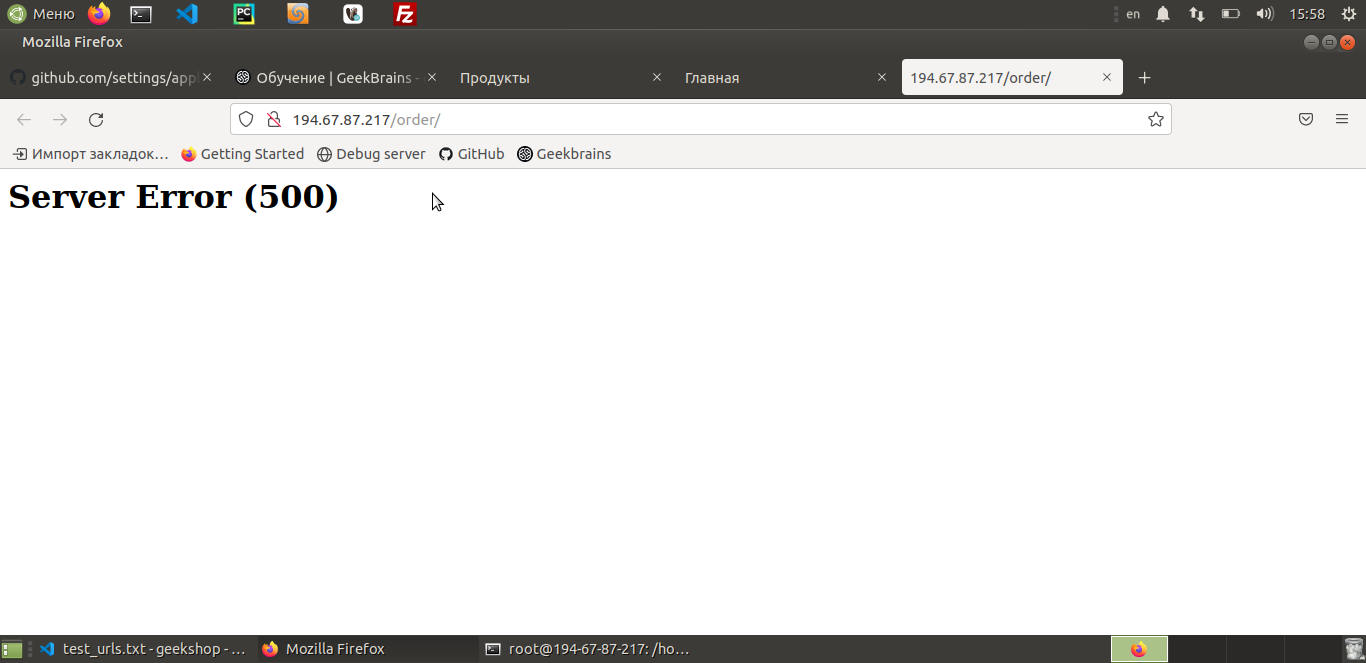 Меню en 15:58
Mozilla Firefox
github.com/settings/appl Обучение | GeekBrains - Продукты Главная 194.67.87.217/order/
194.67.87.217/order/
Импорт закладок… Getting Started Debug server GitHub Geekbrains
Server Error (500)
test_urls.txt - geekshop - … Mozilla Firefox root@194-67-87-217: /ho…